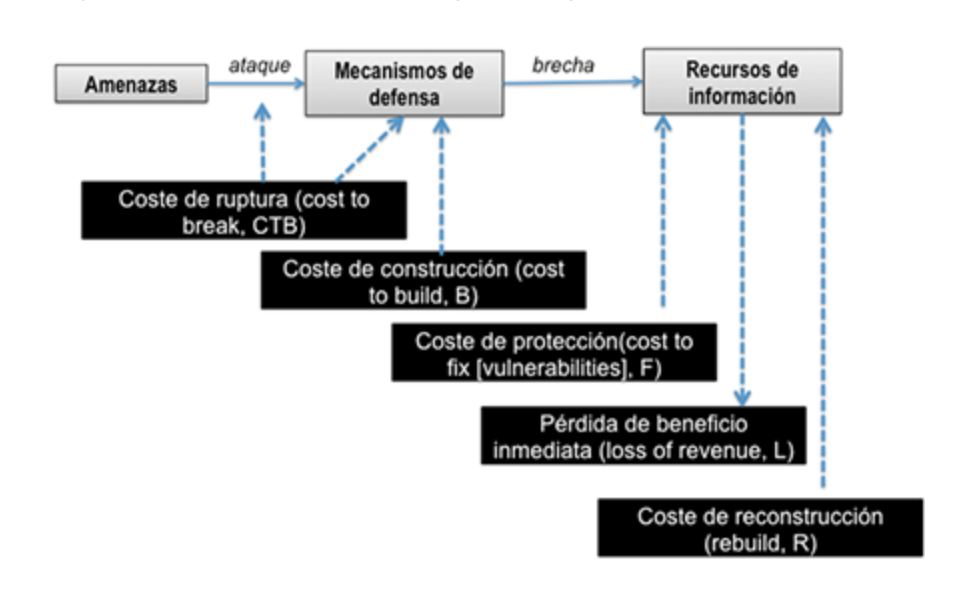 Amenazas
ataque
Mecanismos de
defensa
brecha
Recursos de
información
Coste de ruptura (cost to
break, CTB)
Coste de construcción (cost
to build, B)
Coste de protección(cost to
fix [vulnerabilities], F)
Pérdida de beneficio
inmediata (loss of revenue, L)
Coste de reconstrucción
(rebuild, R)